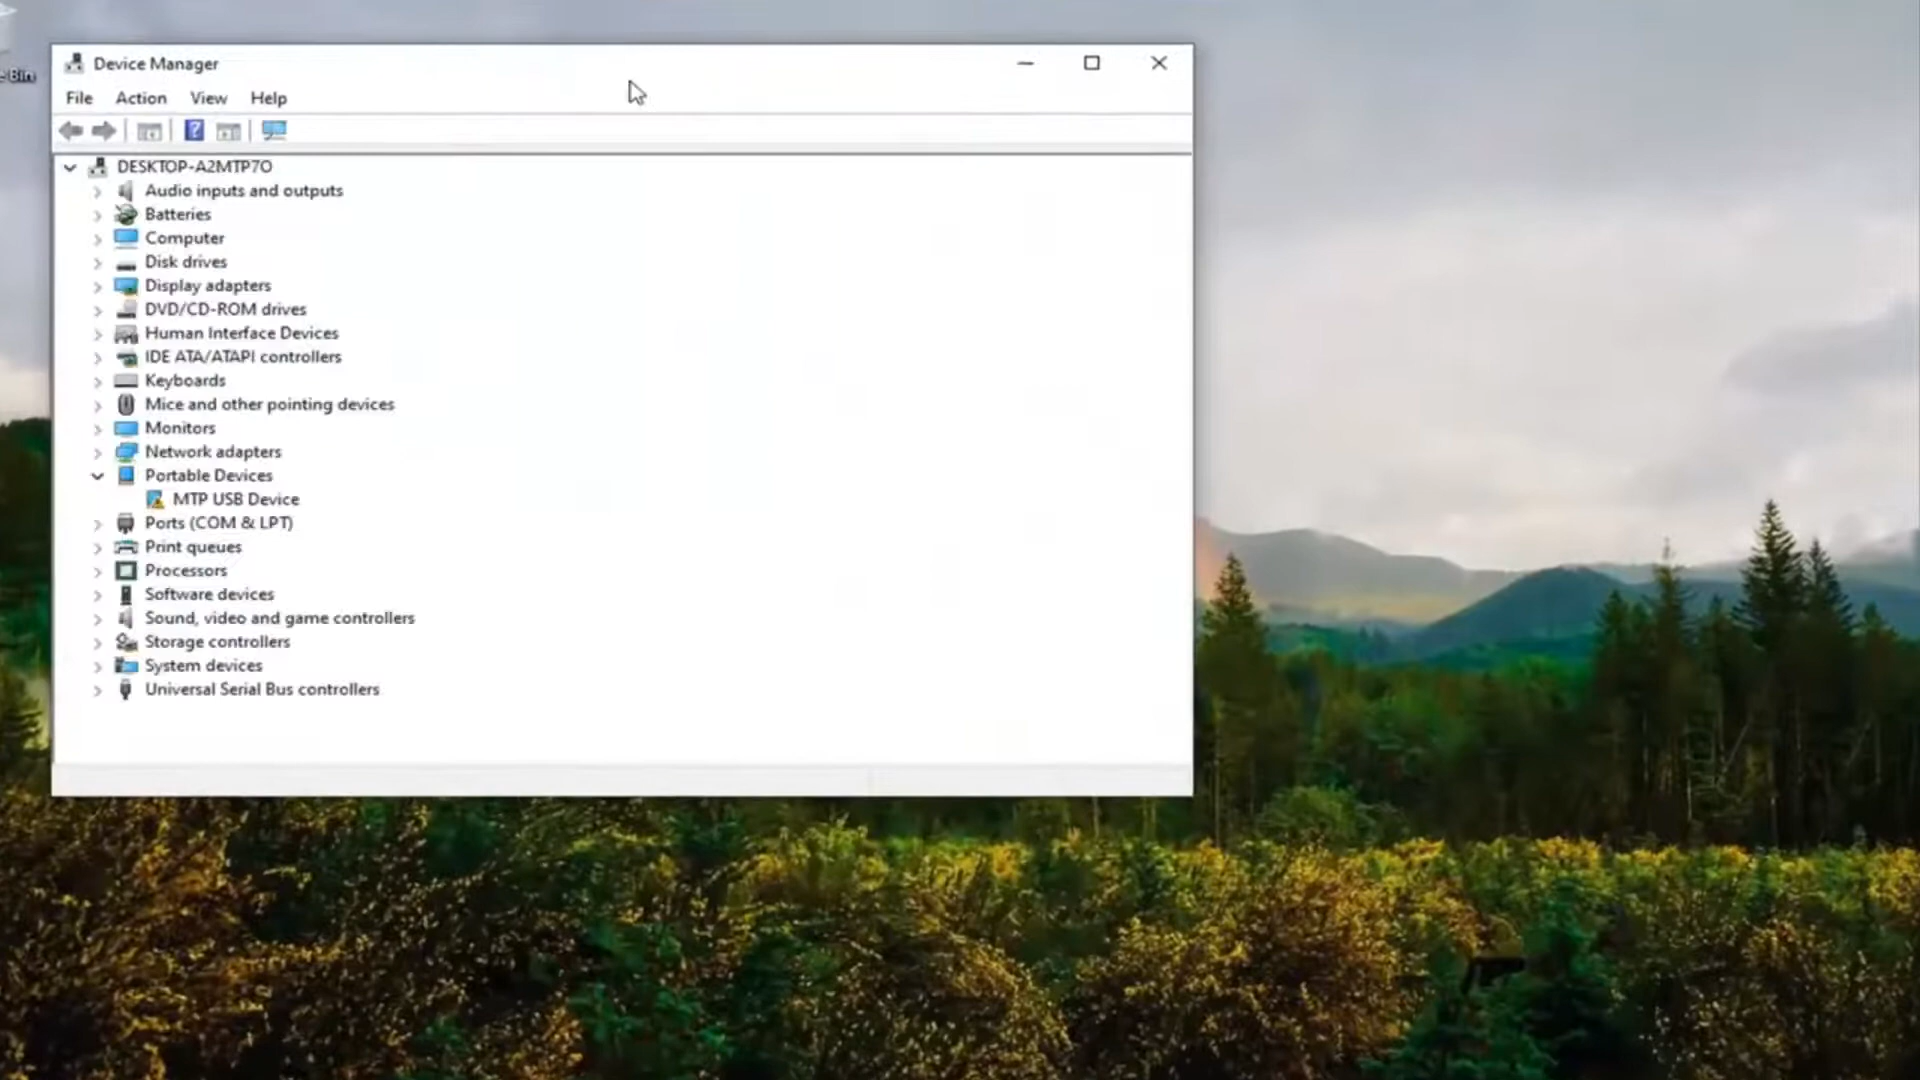 Bin
Device Manager
File Action View Help
DESKTOP-A2MTP7O
Audio inputs and outputs
Batteries
Computer
Disk drives
Display adapters
DVD/CD-ROM drives
Human Interface Devices
IDE ATA/ATAPI controllers
Keyboards
Mice and other pointing devices
Monitors
Network adapters
Portable Devices
MTP USB Device
Ports (COM & LPT)
Print queues
Processors
Software devices
Sound, video and game controllers
Storage controllers
System devices
Universal Serial Bus controllers